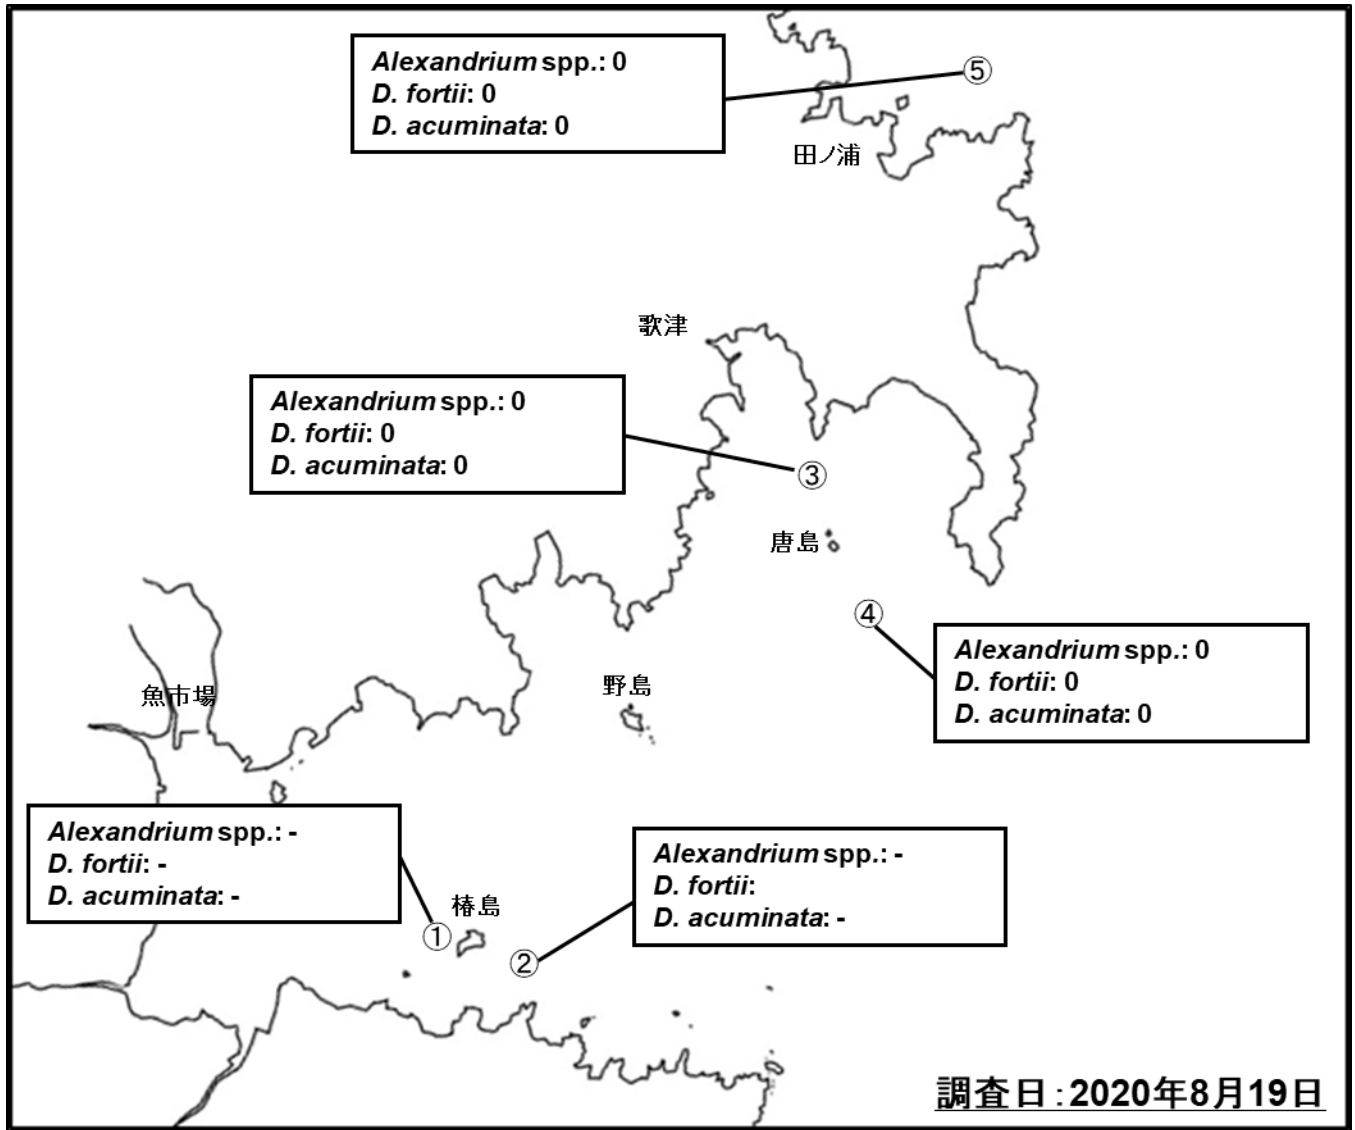 Alexandrium spp.: 0
D. fortii: 0
D. acuminata: 0
⑤
田ノ浦
歌津
Alexandrium spp.: 0
D. fortii: 0
D. acuminata: 0
③
唐島
④
Alexandrium spp.: 0
D. fortii: 0
D. acuminata: 0
野島
魚市場
Alexandrium spp.: -
D. fortii: -
D. acuminata: -
椿島
①
②
Alexandrium spp.: -
D. fortii:
D. acuminata: -
調査日：2020年8月19日